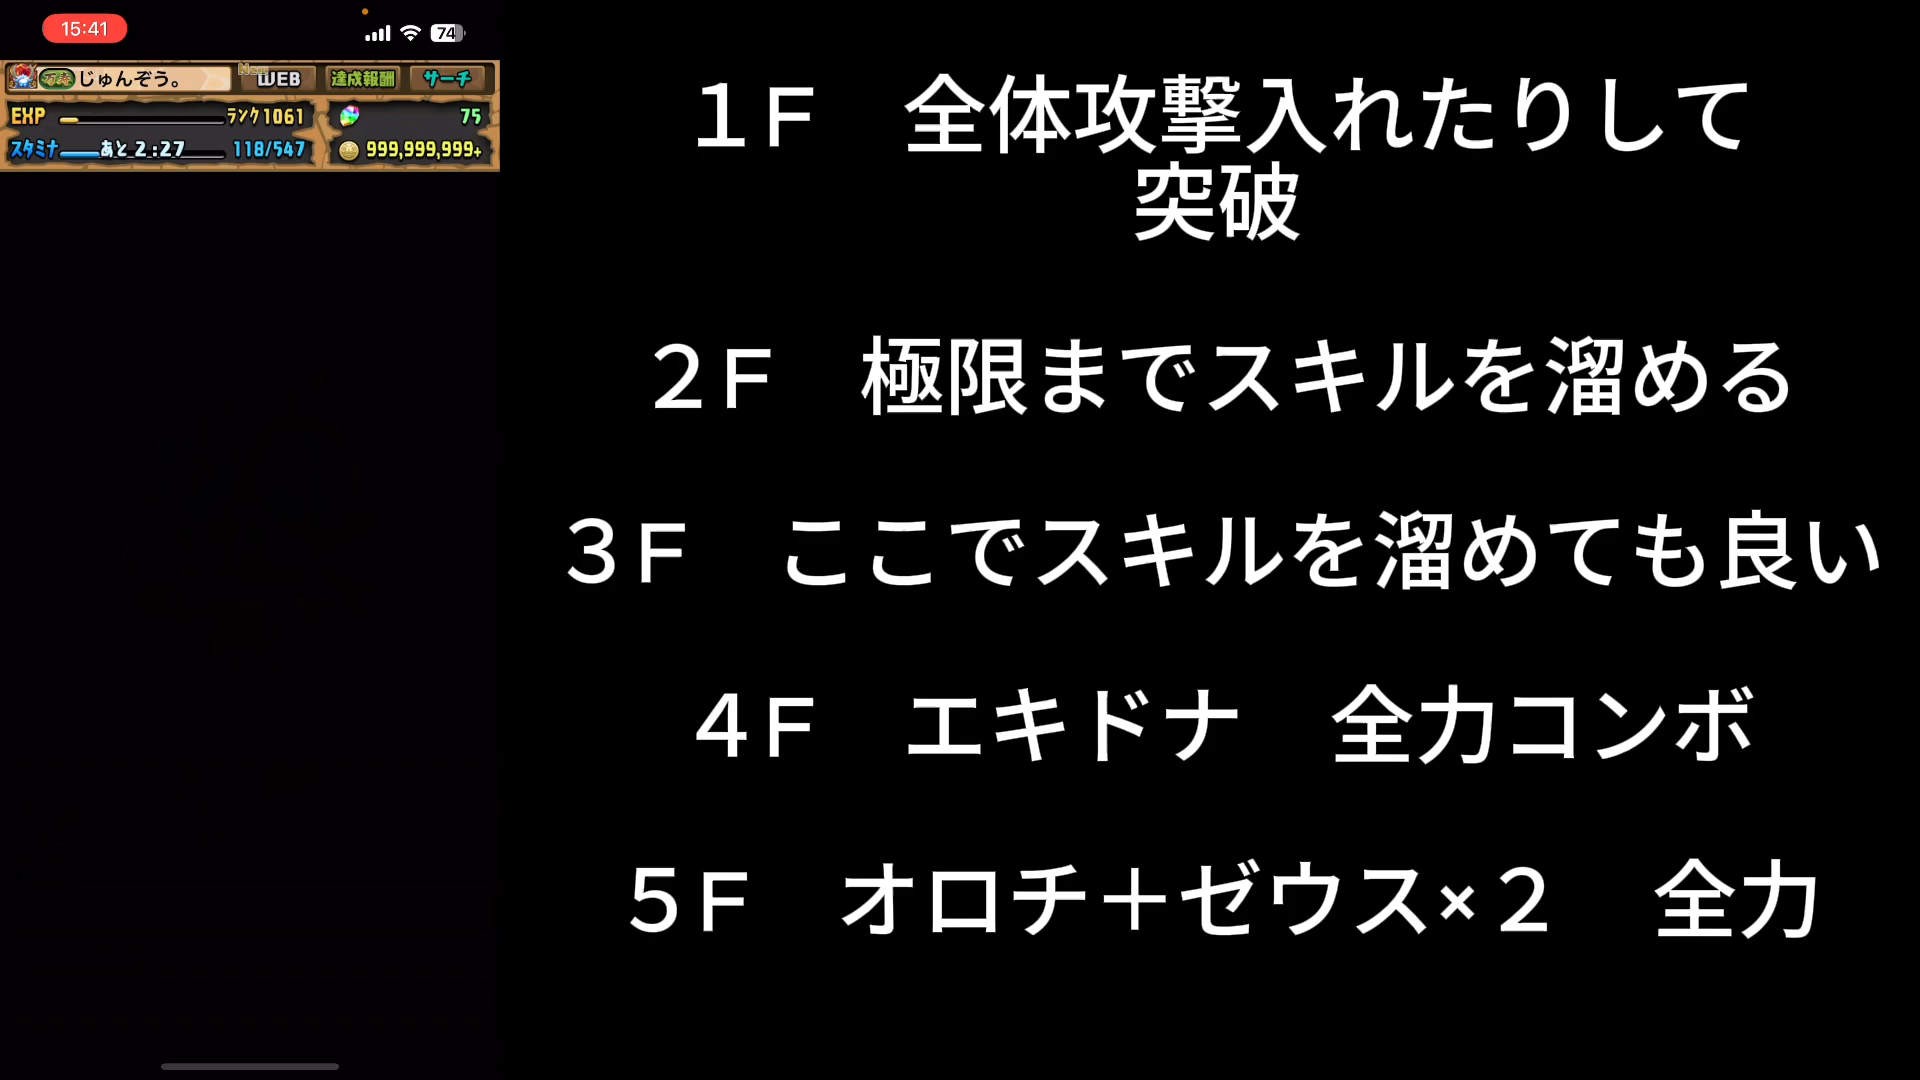 15:41
74
万寿 じゅんぞう。
New WEB
達成報酬
サーチ
EXP
ランク1061
75
スタミナ あと 2:27
118/547
999,999,999+
１Ｆ　全体攻撃入れたりして
突破
２Ｆ　極限までスキルを溜める
３Ｆ　ここでスキルを溜めても良い
４Ｆ　エキドナ　全力コンボ
５Ｆ　オロチ＋ゼウス×２　全力